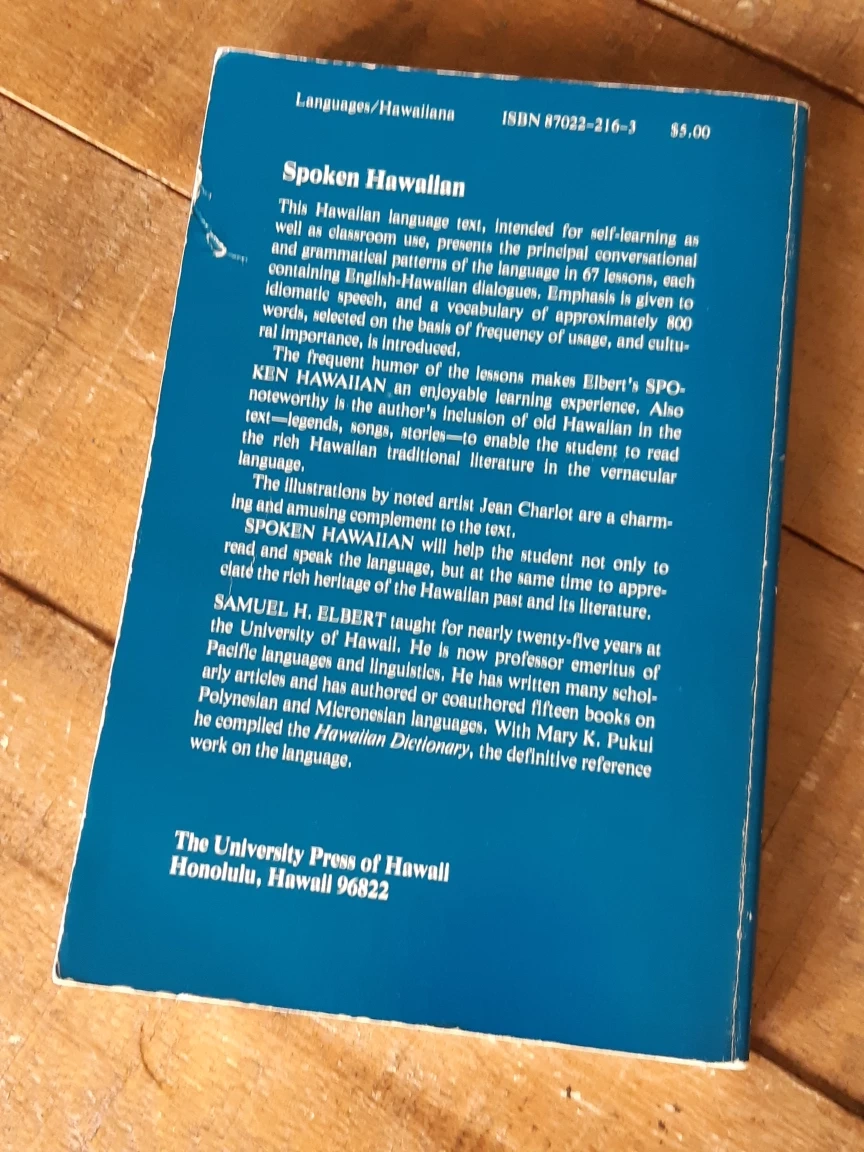 Languages/Hawaiiana ISBN 87022-216-3 $5.00
Spoken Hawaiian
This Hawaiian language text, intended for self-learning as
well as classroom use, presents the principal conversational
and grammatical patterns of the language in 67 lessons, each
containing English-Hawaiian dialogues. Emphasis is given to
idiomatic speech, and a vocabulary of approximately 800
words, selected on the basis of frequency of usage, and cultu-
ral importance, is introduced.
The frequent humor of the lessons makes Elbert's SPO-
KEN HAWAIIAN an enjoyable learning experience. Also
noteworthy is the author's inclusion of old Hawaiian in the
text—legends, songs, stories—to enable the student to read
the rich Hawaiian traditional literature in the vernacular
language.
The illustrations by noted artist Jean Charlot are a charm-
ing and amusing complement to the text.
SPOKEN HAWAIIAN will help the student not only to
read and speak the language, but at the same time to appre-
ciate the rich heritage of the Hawaiian past and its literature.
SAMUEL H. ELBERT taught for nearly twenty-five years at
the University of Hawaii. He is now professor emeritus of
Pacific languages and linguistics. He has written many schol-
arly articles and has authored or coauthored fifteen books on
Polynesian and Micronesian languages. With Mary K. Pukui
he compiled the Hawaiian Dictionary, the definitive reference
work on the language.
The University Press of Hawaii
Honolulu, Hawaii 96822